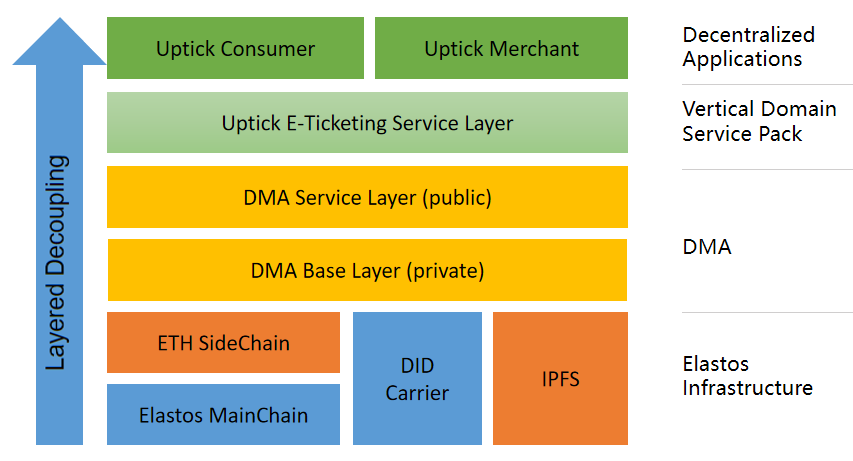 Uptick Consumer
Uptick Merchant
Decentralized
Applications
Uptick E-Ticketing Service Layer
Vertical Domain
Service Pack
Layered Decoupling
DMA Service Layer (public)
DMA Base Layer (private)
DMA
ETH SideChain
Elastos MainChain
DID
Carrier
IPFS
Elastos
Infrastructure